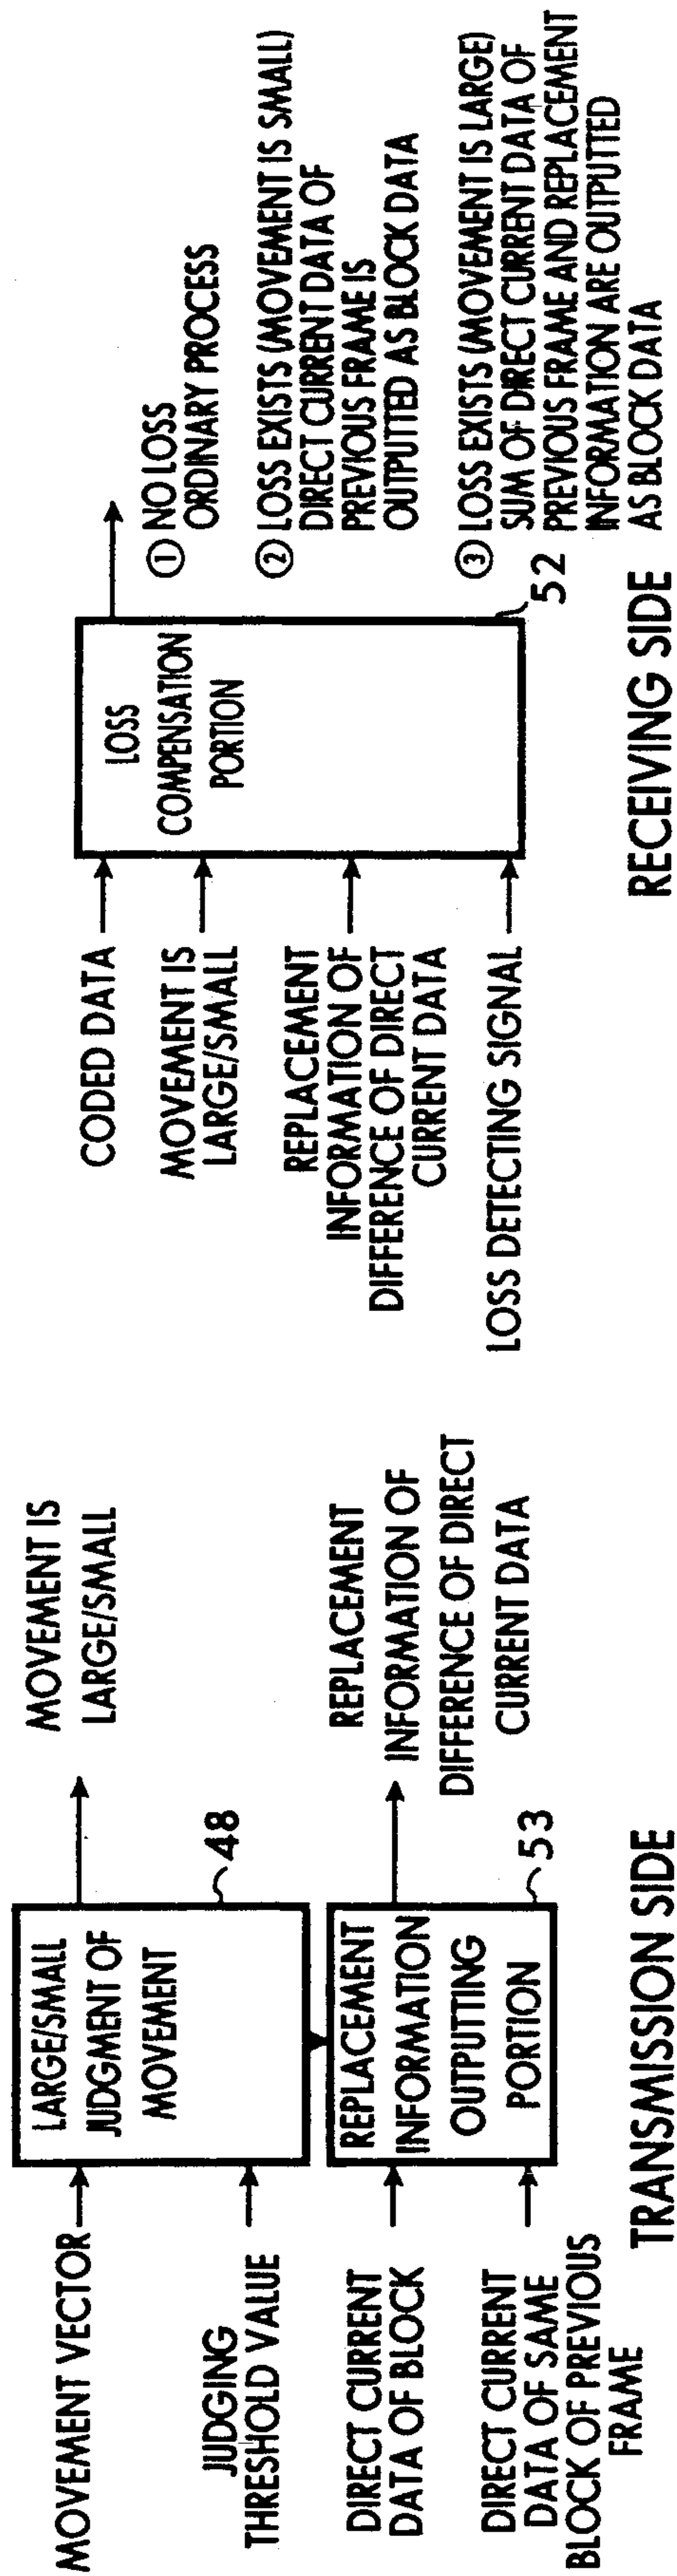 MOVEMENT VECTOR
JUDGING
THRESHOLD VALUE
LARGE/SMALL
JUDGMENT OF
MOVEMENT
48
MOVEMENT IS
LARGE/SMALL
DIRECT CURRENT
DATA OF BLOCK
DIRECT CURRENT
DATA OF SAME
BLOCK OF PREVIOUS
FRAME
REPLACEMENT
INFORMATION
OUTPUTTING
PORTION
53
REPLACEMENT
INFORMATION OF
DIFFERENCE OF DIRECT
CURRENT DATA
TRANSMISSION SIDE
CODED DATA
MOVEMENT IS
LARGE/SMALL
REPLACEMENT
INFORMATION OF
DIFFERENCE OF DIRECT
CURRENT DATA
LOSS DETECTING SIGNAL
LOSS
COMPENSATION
PORTION
52
① NO LOSS
ORDINARY PROCESS
② LOSS EXISTS (MOVEMENT IS SMALL)
DIRECT CURRENT DATA OF
PREVIOUS FRAME IS
OUTPUTTED AS BLOCK DATA
③ LOSS EXISTS (MOVEMENT IS LARGE)
SUM OF DIRECT CURRENT DATA OF
PREVIOUS FRAME AND REPLACEMENT
INFORMATION ARE OUTPUTTED
AS BLOCK DATA
RECEIVING SIDE